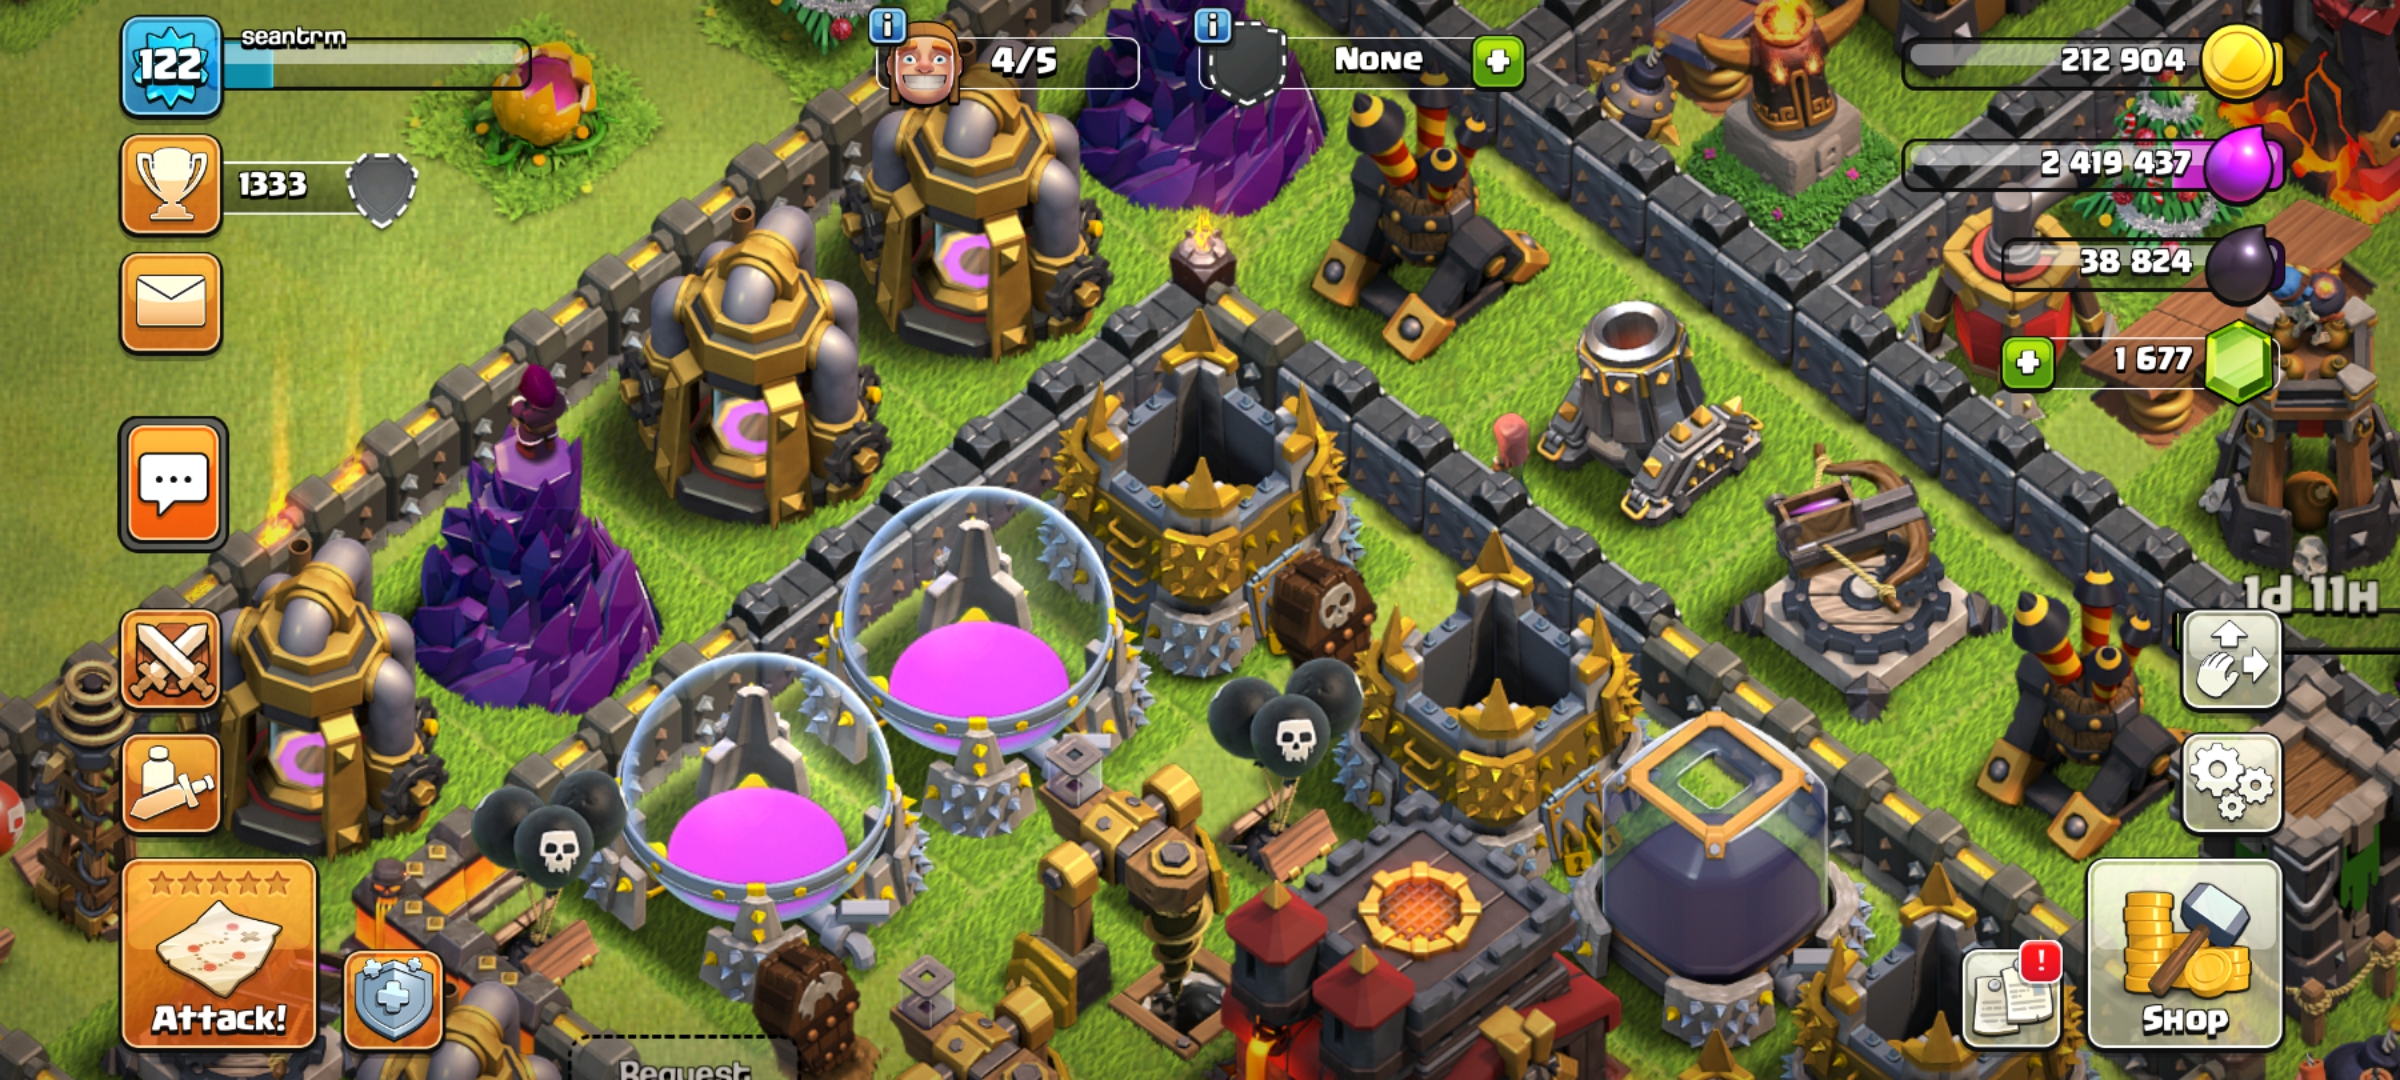 122
seantrm
4/5
None
212 904
1333
2 419 437
38 824
1 677
1d 11H
Attack!
Shop
Request